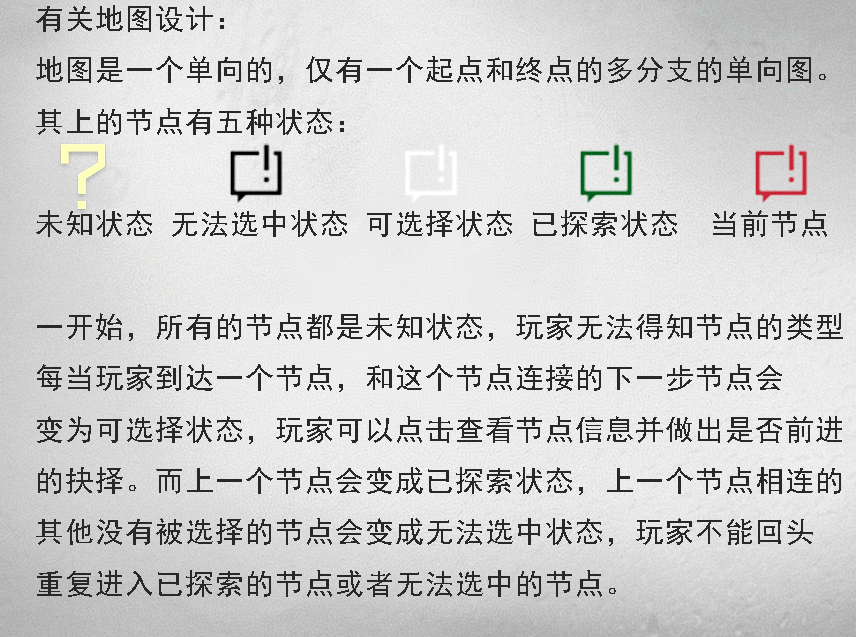 有关地图设计：
地图是一个单向的，仅有一个起点和终点的多分支的单向图。
其上的节点有五种状态：
?
未知状态 无法选中状态 可选择状态 已探索状态 当前节点
一开始，所有的节点都是未知状态，玩家无法得知节点的类型
每当玩家到达一个节点，和这个节点连接的下一步节点会
变为可选择状态，玩家可以点击查看节点信息并做出是否前进
的抉择。而上一个节点会变成已探索状态，上一个节点相连的
其他没有被选择的节点会变成无法选中状态，玩家不能回头
重复进入已探索的节点或者无法选中的节点。